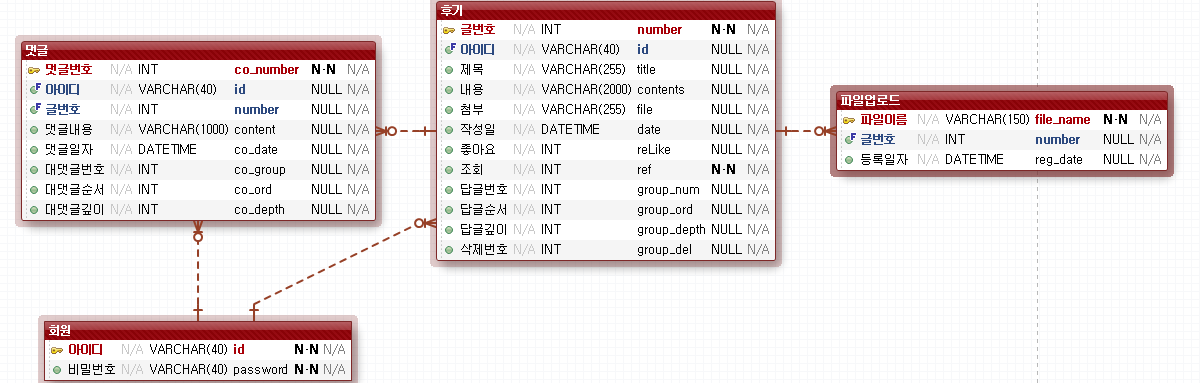 댓글
댓글번호 N/A INT co_number N·N N/A
아이디 N/A VARCHAR(40) id NULL N/A
글번호 N/A INT number NULL N/A
댓글내용 N/A VARCHAR(1000) content NULL N/A
댓글일자 N/A DATETIME co_date NULL N/A
대댓글번호 N/A INT co_group NULL N/A
대댓글순서 N/A INT co_ord NULL N/A
대댓글깊이 N/A INT co_depth NULL N/A
후기
글번호 N/A INT number N·N N/A
아이디 N/A VARCHAR(40) id NULL N/A
제목 N/A VARCHAR(255) title NULL N/A
내용 N/A VARCHAR(2000) contents NULL N/A
첨부 N/A VARCHAR(255) file NULL N/A
작성일 N/A DATETIME date NULL N/A
좋아요 N/A INT reLike NULL N/A
조회 N/A INT ref N·N N/A
답글번호 N/A INT group_num NULL N/A
답글순서 N/A INT group_ord NULL N/A
답글깊이 N/A INT group_depth NULL N/A
삭제번호 N/A INT group_del NULL N/A
파일업로드
파일이름 N/A VARCHAR(150) file_name N·N N/A
글번호 N/A INT number NULL N/A
등록일자 N/A DATETIME reg_date NULL N/A
회원
아이디 N/A VARCHAR(40) id N·N N/A
비밀번호 N/A VARCHAR(40) password N·N N/A